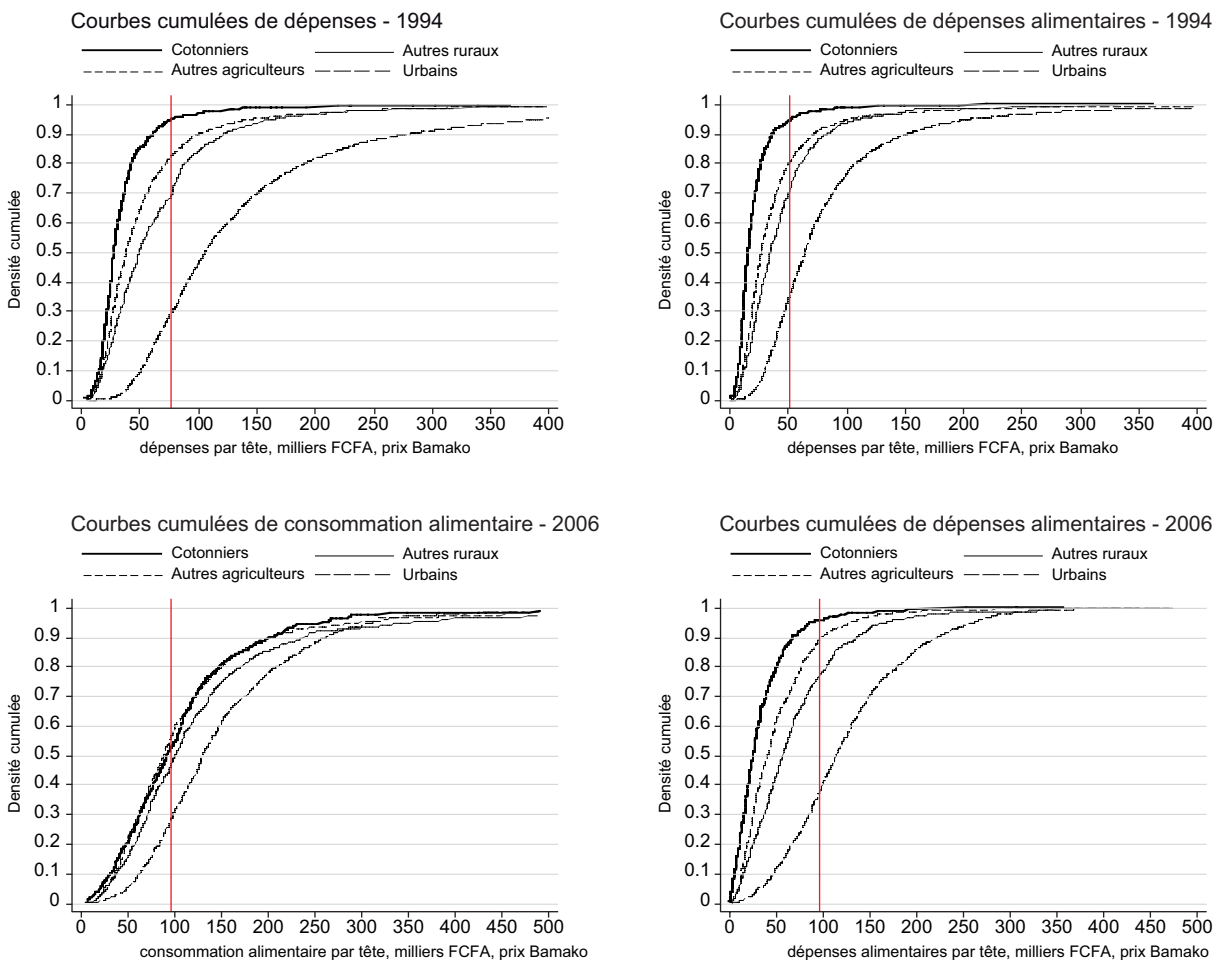 Courbes cumulées de dépenses - 1994
Cotonniers
Autres ruraux
Autres agriculteurs
Urbains
Densité cumulée
1
0.9
0.8
0.7
0.6
0.5
0.4
0.3
0.2
0.1
0
0 50 100 150 200 250 300 350 400
dépenses par tête, milliers FCFA, prix Bamako
Courbes cumulées de dépenses alimentaires - 1994
Cotonniers
Autres ruraux
Autres agriculteurs
Urbains
Densité cumulée
1
0.9
0.8
0.7
0.6
0.5
0.4
0.3
0.2
0.1
0
0 50 100 150 200 250 300 350 400
dépenses par tête, milliers FCFA, prix Bamako
Courbes cumulées de consommation alimentaire - 2006
Cotonniers
Autres ruraux
Autres agriculteurs
Urbains
Densité cumulée
1
0.9
0.8
0.7
0.6
0.5
0.4
0.3
0.2
0.1
0
0 50 100 150 200 250 300 350 400 450 500
consommation alimentaire par tête, milliers FCFA, prix Bamako
Courbes cumulées de dépenses alimentaires - 2006
Cotonniers
Autres ruraux
Autres agriculteurs
Urbains
Densité cumulée
1
0.9
0.8
0.7
0.6
0.5
0.4
0.3
0.2
0.1
0
0 50 100 150 200 250 300 350 400 450 500
dépenses alimentaires par tête, milliers FCFA, prix Bamako